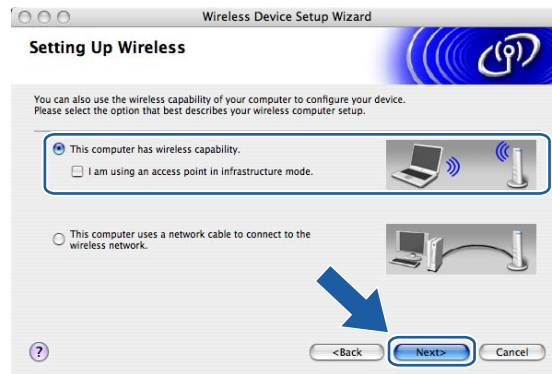 Wireless Device Setup Wizard
Setting Up Wireless
You can also use the wireless capability of your computer to configure your device.
Please select the option that best describes your wireless computer setup.
This computer has wireless capability.
I am using an access point in infrastructure mode.
This computer uses a network cable to connect to the
wireless network.
? <Back Next> Cancel